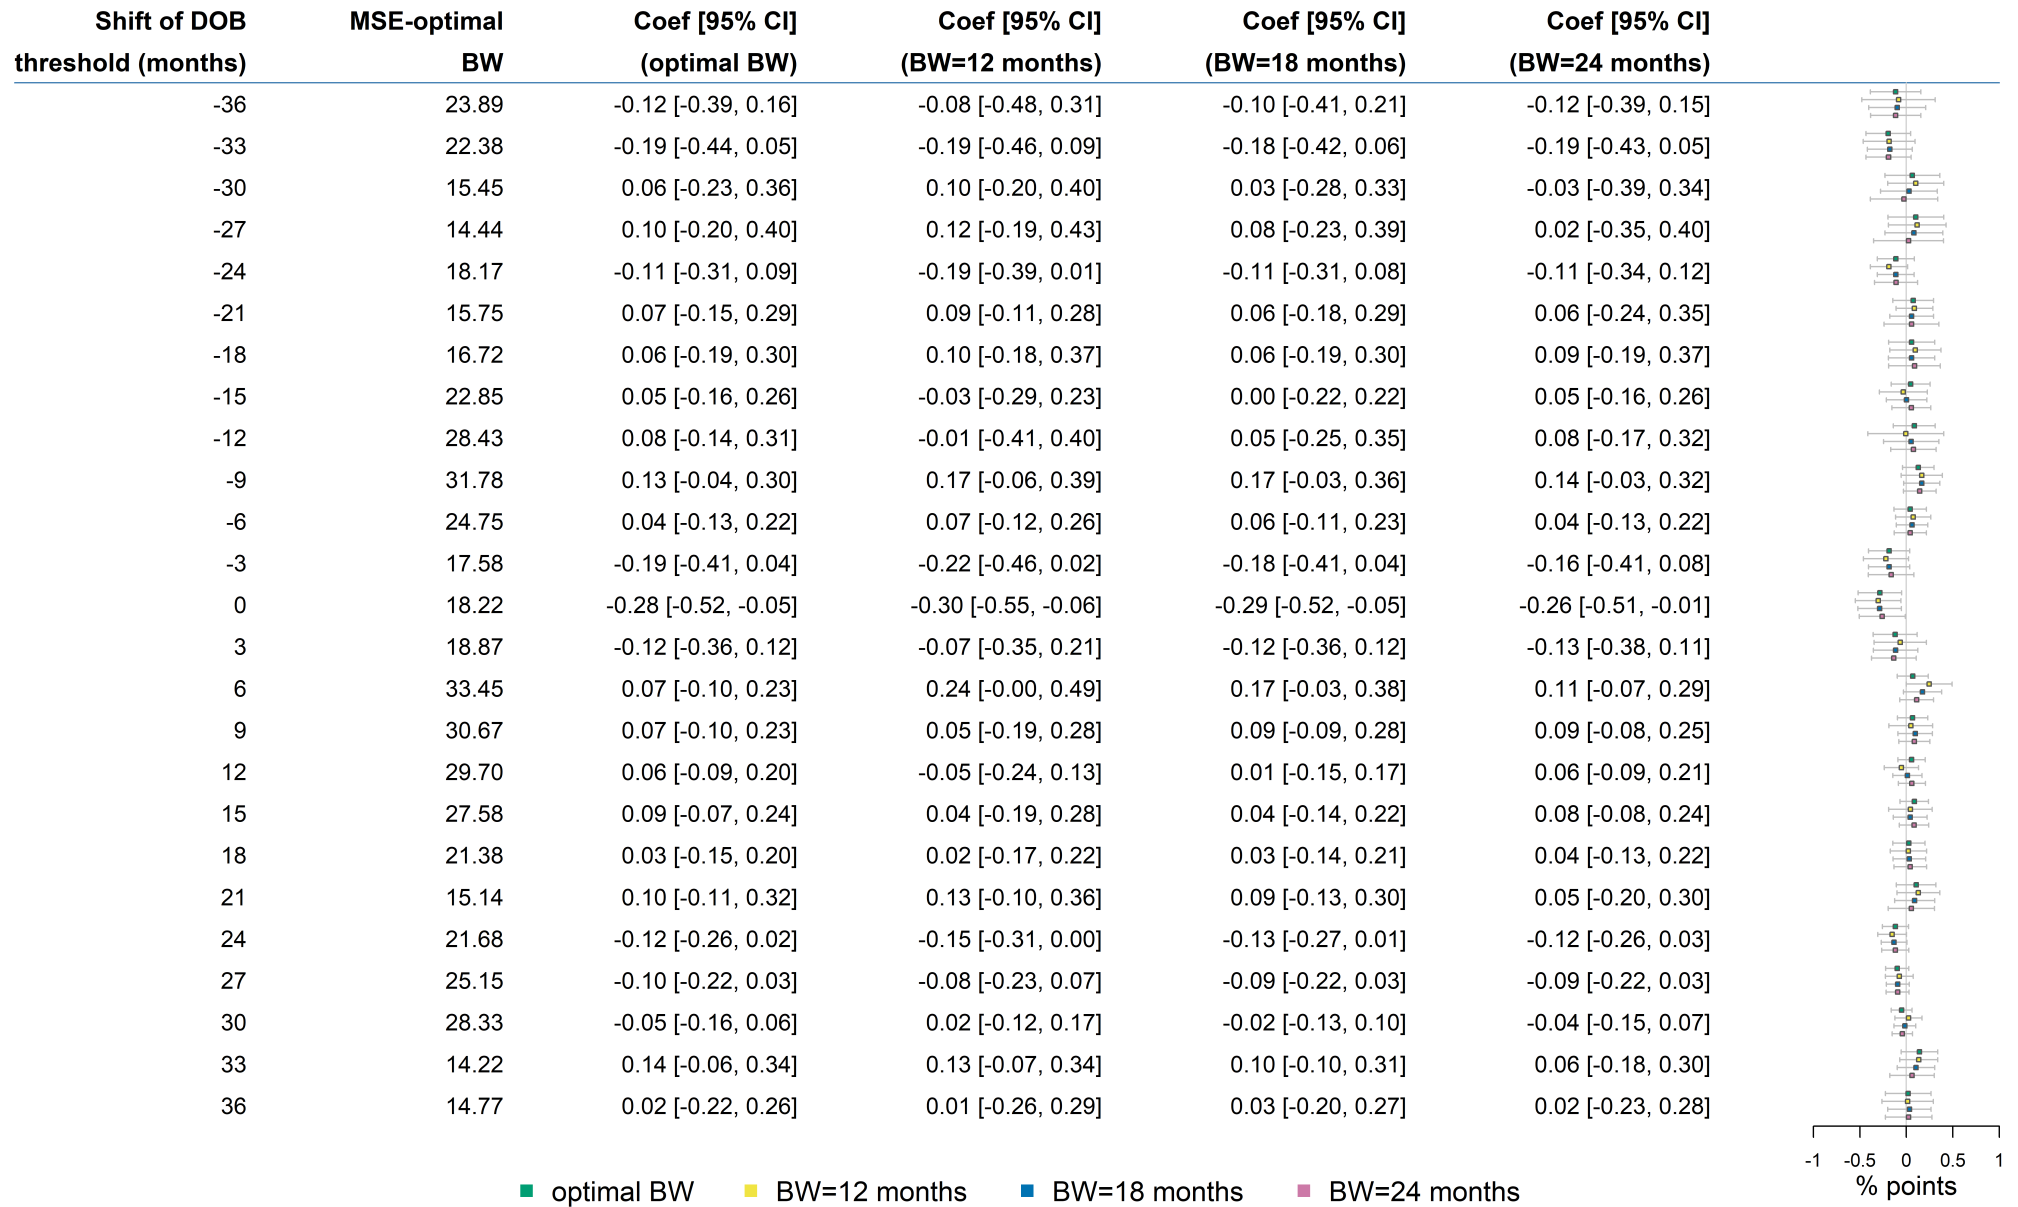 Shift of DOB MSE-optimal Coef [95% CI] Coef [95% CI] Coef [95% CI] Coef [95% CI]
threshold (months) BW (optimal BW) (BW=12 months) (BW=18 months) (BW=24 months)
-36 23.89 -0.12 [-0.39, 0.16] -0.08 [-0.48, 0.31] -0.10 [-0.41, 0.21] -0.12 [-0.39, 0.15]
-33 22.38 -0.19 [-0.44, 0.05] -0.19 [-0.46, 0.09] -0.18 [-0.42, 0.06] -0.19 [-0.43, 0.05]
-30 15.45 0.06 [-0.23, 0.36] 0.10 [-0.20, 0.40] 0.03 [-0.28, 0.33] -0.03 [-0.39, 0.34]
-27 14.44 0.10 [-0.20, 0.40] 0.12 [-0.19, 0.43] 0.08 [-0.23, 0.39] 0.02 [-0.35, 0.40]
-24 18.17 -0.11 [-0.31, 0.09] -0.19 [-0.39, 0.01] -0.11 [-0.31, 0.08] -0.11 [-0.34, 0.12]
-21 15.75 0.07 [-0.15, 0.29] 0.09 [-0.11, 0.28] 0.06 [-0.18, 0.29] 0.06 [-0.24, 0.35]
-18 16.72 0.06 [-0.19, 0.30] 0.10 [-0.18, 0.37] 0.06 [-0.19, 0.30] 0.09 [-0.19, 0.37]
-15 22.85 0.05 [-0.16, 0.26] -0.03 [-0.29, 0.23] 0.00 [-0.22, 0.22] 0.05 [-0.16, 0.26]
-12 28.43 0.08 [-0.14, 0.31] -0.01 [-0.41, 0.40] 0.05 [-0.25, 0.35] 0.08 [-0.17, 0.32]
-9 31.78 0.13 [-0.04, 0.30] 0.17 [-0.06, 0.39] 0.17 [-0.03, 0.36] 0.14 [-0.03, 0.32]
-6 24.75 0.04 [-0.13, 0.22] 0.07 [-0.12, 0.26] 0.06 [-0.11, 0.23] 0.04 [-0.13, 0.22]
-3 17.58 -0.19 [-0.41, 0.04] -0.22 [-0.46, 0.02] -0.18 [-0.41, 0.04] -0.16 [-0.41, 0.08]
0 18.22 -0.28 [-0.52, -0.05] -0.30 [-0.55, -0.06] -0.29 [-0.52, -0.05] -0.26 [-0.51, -0.01]
3 18.87 -0.12 [-0.36, 0.12] -0.07 [-0.35, 0.21] -0.12 [-0.36, 0.12] -0.13 [-0.38, 0.11]
6 33.45 0.07 [-0.10, 0.23] 0.24 [-0.00, 0.49] 0.17 [-0.03, 0.38] 0.11 [-0.07, 0.29]
9 30.67 0.07 [-0.10, 0.23] 0.05 [-0.19, 0.28] 0.09 [-0.09, 0.28] 0.09 [-0.08, 0.25]
12 29.70 0.06 [-0.09, 0.20] -0.05 [-0.24, 0.13] 0.01 [-0.15, 0.17] 0.06 [-0.09, 0.21]
15 27.58 0.09 [-0.07, 0.24] 0.04 [-0.19, 0.28] 0.04 [-0.14, 0.22] 0.08 [-0.08, 0.24]
18 21.38 0.03 [-0.15, 0.20] 0.02 [-0.17, 0.22] 0.03 [-0.14, 0.21] 0.04 [-0.13, 0.22]
21 15.14 0.10 [-0.11, 0.32] 0.13 [-0.10, 0.36] 0.09 [-0.13, 0.30] 0.05 [-0.20, 0.30]
24 21.68 -0.12 [-0.26, 0.02] -0.15 [-0.31, 0.00] -0.13 [-0.27, 0.01] -0.12 [-0.26, 0.03]
27 25.15 -0.10 [-0.22, 0.03] -0.08 [-0.23, 0.07] -0.09 [-0.22, 0.03] -0.09 [-0.22, 0.03]
30 28.33 -0.05 [-0.16, 0.06] 0.02 [-0.12, 0.17] -0.02 [-0.13, 0.10] -0.04 [-0.15, 0.07]
33 14.22 0.14 [-0.06, 0.34] 0.13 [-0.07, 0.34] 0.10 [-0.10, 0.31] 0.06 [-0.18, 0.30]
36 14.77 0.02 [-0.22, 0.26] 0.01 [-0.26, 0.29] 0.03 [-0.20, 0.27] 0.02 [-0.23, 0.28]
-1 -0.5 0 0.5 1
% points
optimal BW BW=12 months BW=18 months BW=24 months